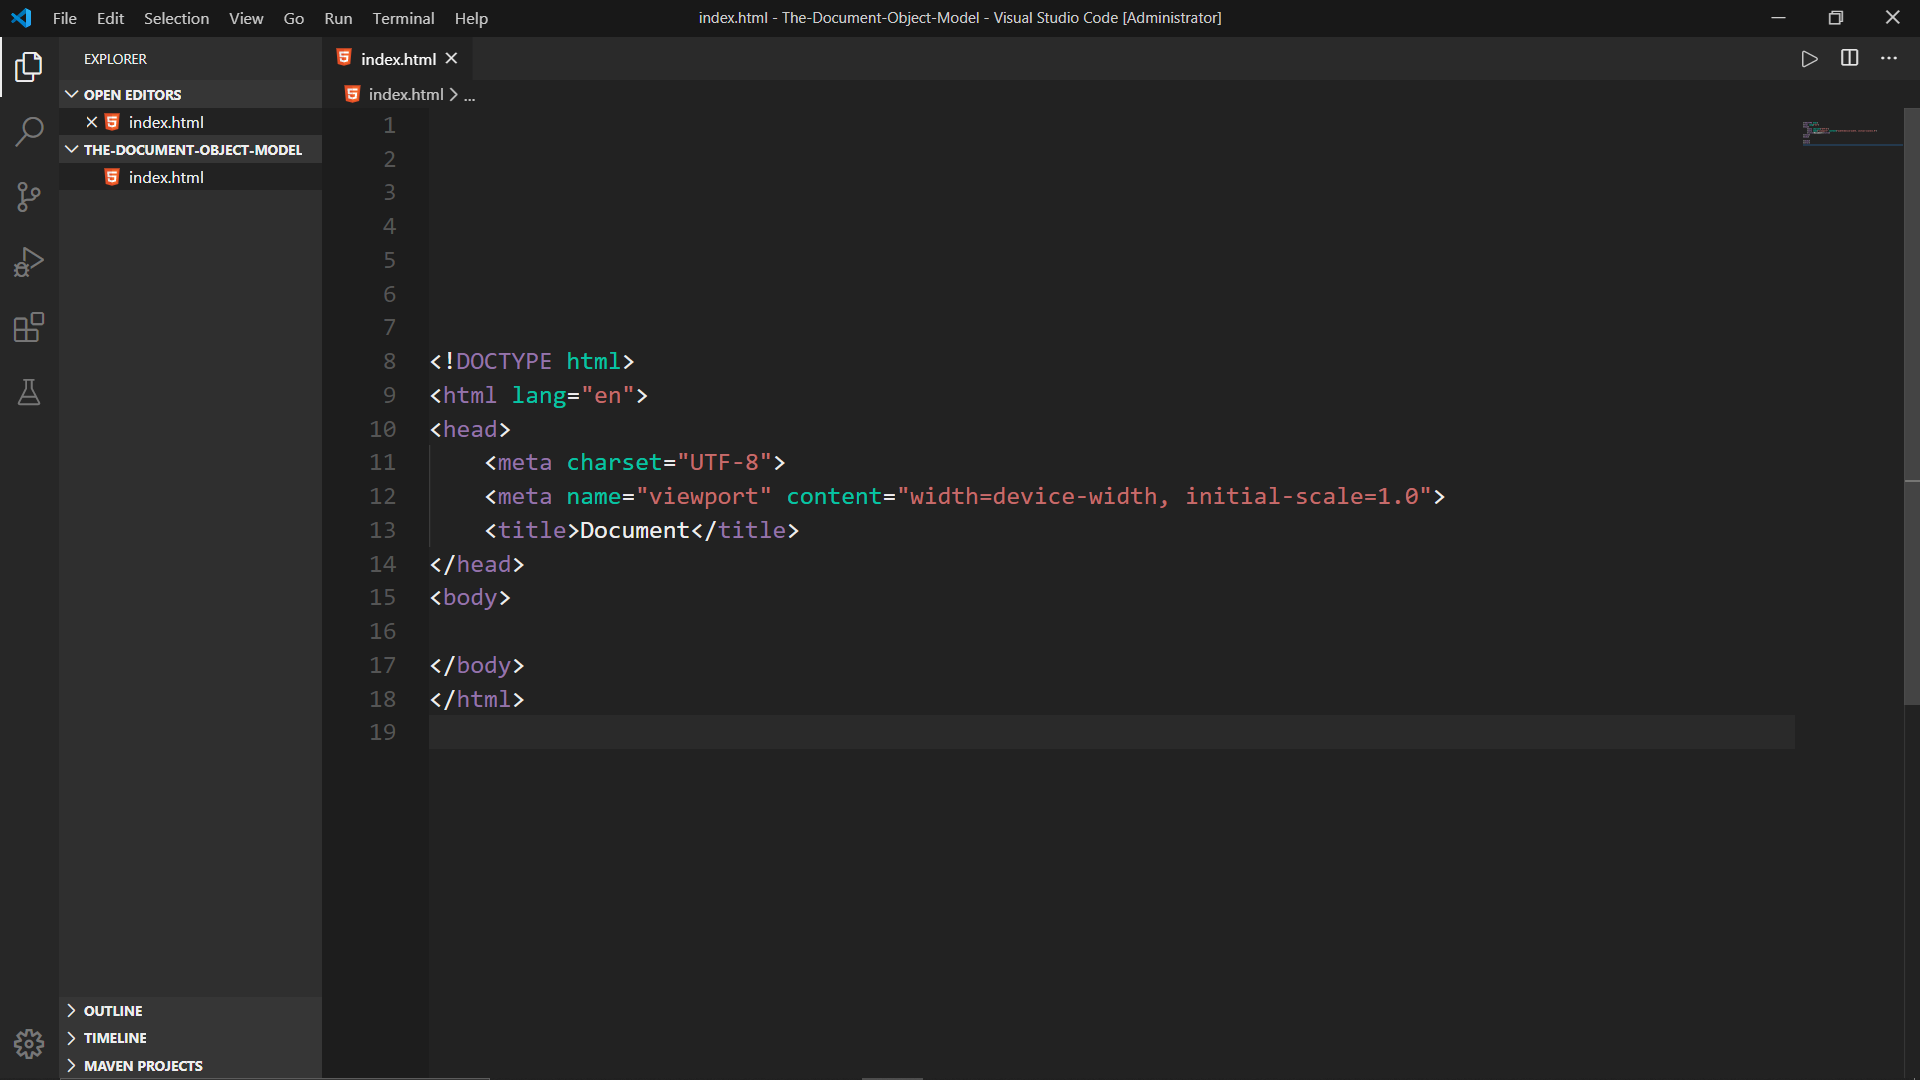 File Edit Selection View Go Run Terminal Help
index.html - The-Document-Object-Model - Visual Studio Code [Administrator]
EXPLORER
OPEN EDITORS
index.html
THE-DOCUMENT-OBJECT-MODEL
index.html
OUTLINE
TIMELINE
MAVEN PROJECTS
index.html
index.html > ...
1
2
3
4
5
6
7
8 <!DOCTYPE html>
9 <html lang="en">
10 <head>
11     <meta charset="UTF-8">
12     <meta name="viewport" content="width=device-width, initial-scale=1.0">
13     <title>Document</title>
14 </head>
15 <body>
16
17 </body>
18 </html>
19